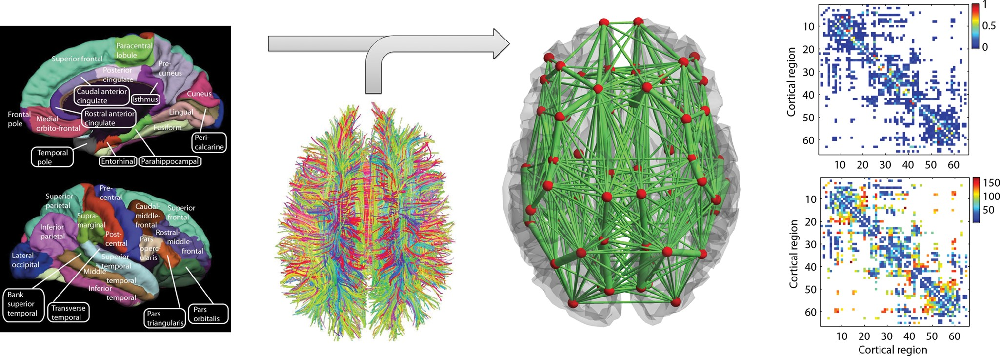 Paracentral
lobule
Superior frontal
Pre-
cuneus
Posterior
cingulate
Caudal anterior
cingulate
Isthmus
Cuneus
Rostral anterior
cingulate
Lingual
Frontal
pole
Medial
orbito-frontal
Fusiform
Peri-
calcarine
Temporal
pole
Entorhinal
Parahippocampal
Pre-
central
Superior
parietal
Caudal-
middle-
frontal
Superior
frontal
Supra-
marginal
Inferior
parietal
Post-
central
Rostral-
middle-
frontal
Pars
operc-
ularis
Lateral
occipital
Superior
temporal
Middle
temporal
Inferior
temporal
Bank
superior
temporal
Transverse
temporal
Pars
triangularis
Pars
orbitalis
Cortical region
10
20
30
40
50
60
10 20 30 40 50 60
1
0.5
0
Cortical region
10
20
30
40
50
60
10 20 30 40 50 60
Cortical region
150
100
50